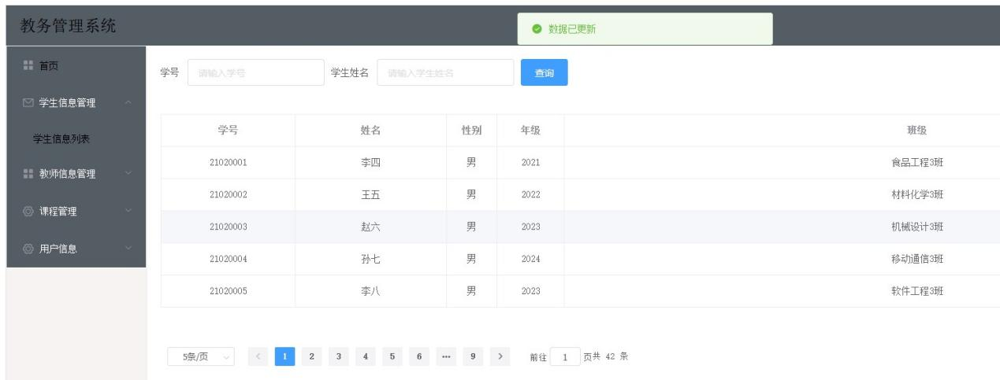 教务管理系统
数据已更新
首页
学生信息管理
学生信息列表
教师信息管理
课程管理
用户信息
学号 请输入学号 学生姓名 请输入学生姓名 查询
学号 姓名 性别 年级 班级
21020001 李四 男 2021 食品工程3班
21020002 王五 男 2022 材料化学3班
21020003 赵六 男 2023 机械设计3班
21020004 孙七 男 2024 移动通信3班
21020005 李八 男 2023 软件工程3班
5条/页 < 1 2 3 4 5 6 ··· 9 > 前往 1 页共 42 条